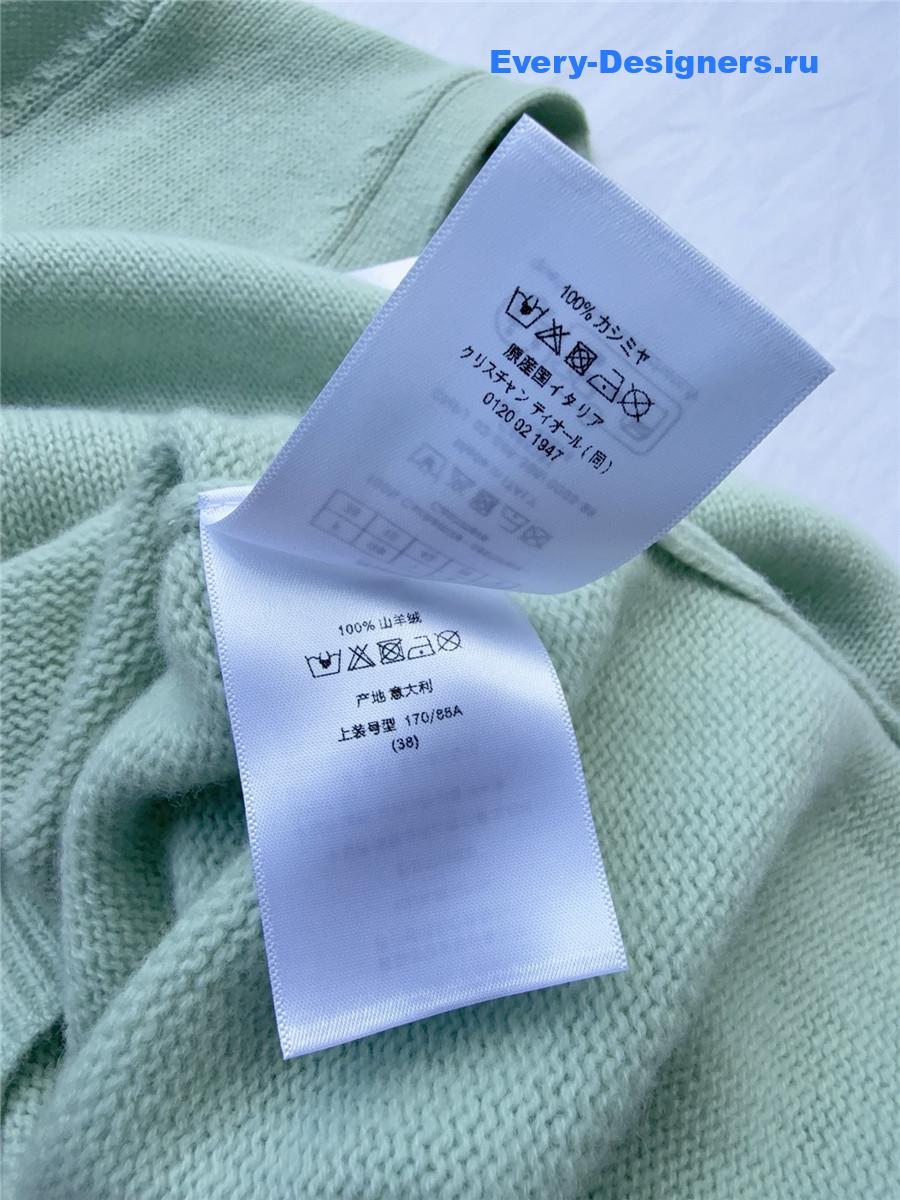 Every-Designers.ru
100% カシミヤ
原産国イタリア
クリスチャン ディオール (同)
0120 02 1947
100% 山羊绒
产地 意大利
上装号型 170/88A
(38)